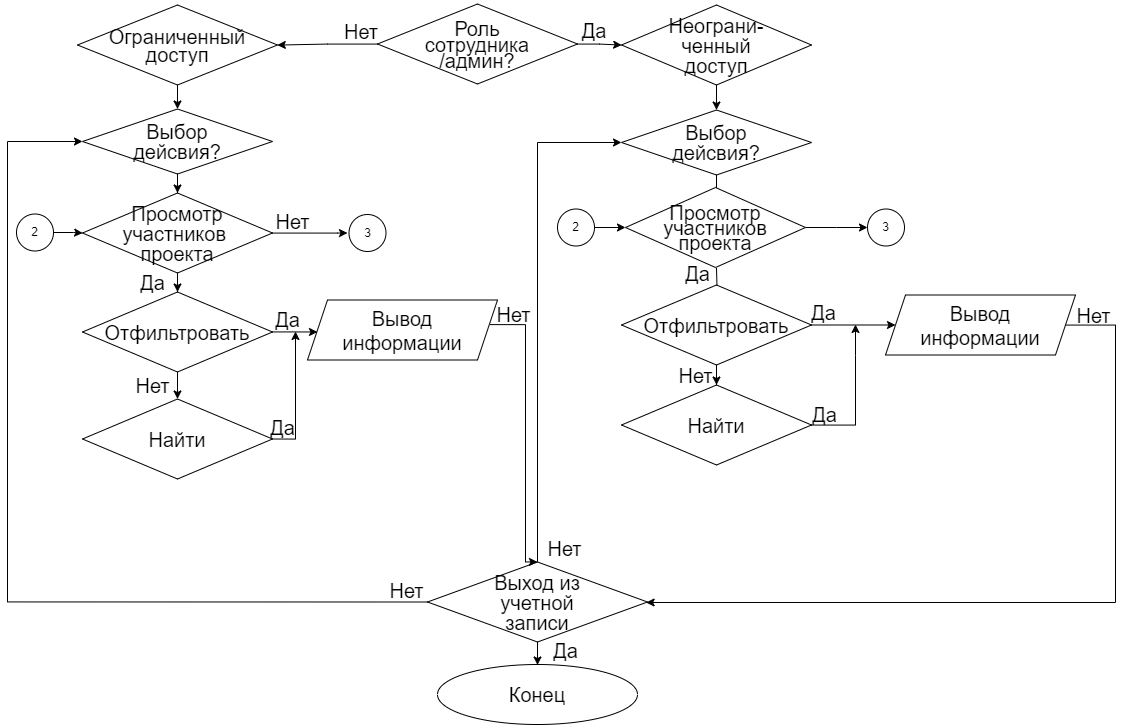 Ограниченный
доступ
Нет
Роль
сотрудника
/админ?
Да
Неограни-
ченный
доступ
Выбор
дейсвия?
Выбор
дейсвия?
2
Просмотр
участников
проекта
Нет
3
2
Просмотр
участников
проекта
3
Да
Да
Отфильтровать
Да
Вывод
информации
Нет
Отфильтровать
Да
Вывод
информации
Нет
Нет
Нет
Найти
Да
Найти
Да
Нет
Нет
Выход из
учетной
записи
Да
Конец